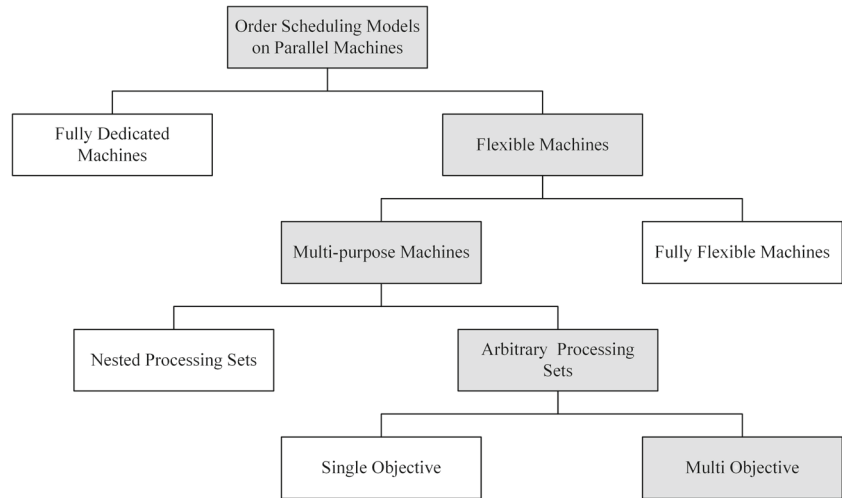 Order Scheduling Models
on Parallel Machines
Fully Dedicated
Machines
Flexible Machines
Multi-purpose Machines
Fully Flexible Machines
Nested Processing Sets
Arbitrary Processing
Sets
Single Objective
Multi Objective